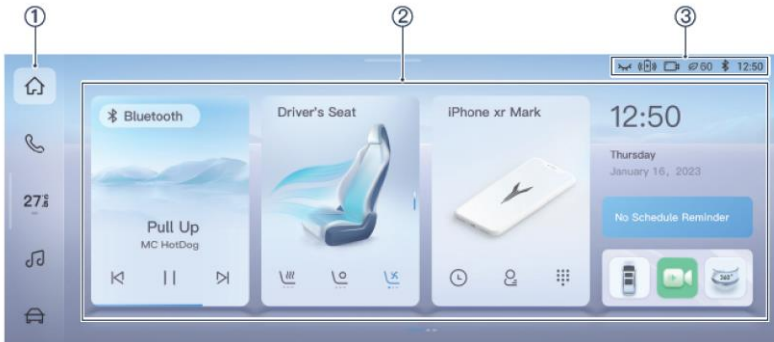 ① ② ③
60 12:50
Bluetooth
Pull Up
MC HotDog
Driver's Seat
iPhone xr Mark
12:50
Thursday
January 16, 2023
No Schedule Reminder
360°